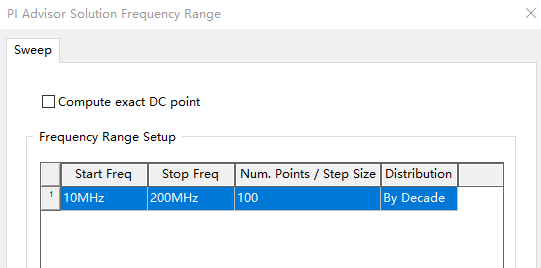 PI Advisor Solution Frequency Range
Sweep
Compute exact DC point
Frequency Range Setup
Start Freq Stop Freq Num. Points / Step Size Distribution
1 10MHz 200MHz 100 By Decade